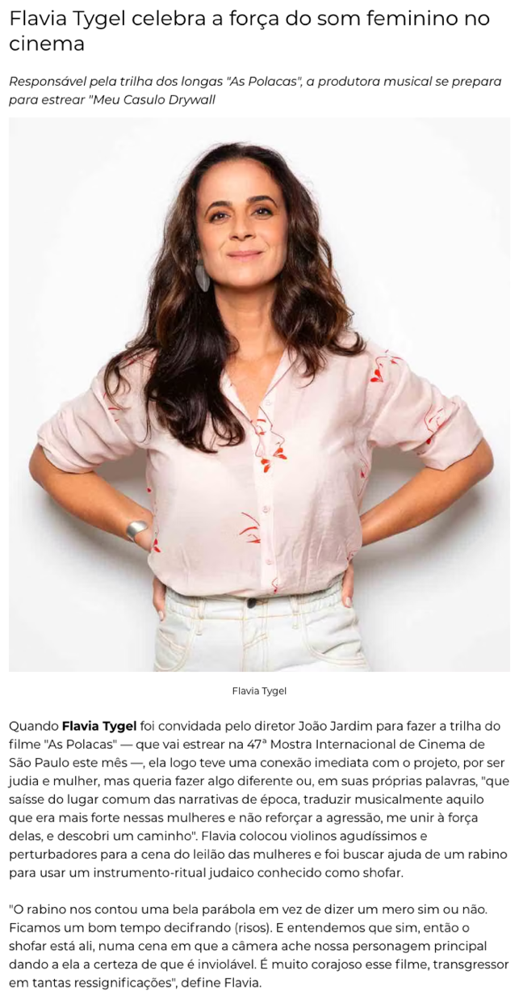 Flavia Tygel celebra a força do som feminino no
cinema
Responsável pela trilha dos longas "As Polacas", a produtora musical se prepara
para estrear "Meu Casulo Drywall
Flavia Tygel
Quando Flavia Tygel foi convidada pelo diretor João Jardim para fazer a trilha do
filme "As Polacas" — que vai estrear na 47ª Mostra Internacional de Cinema de
São Paulo este mês —, ela logo teve uma conexão imediata com o projeto, por ser
judia e mulher, mas queria fazer algo diferente ou, em suas próprias palavras, "que
saísse do lugar comum das narrativas de época, traduzir musicalmente aquilo
que era mais forte nessas mulheres e não reforçar a agressão, me unir à força
delas, e descobri um caminho". Flavia colocou violinos agudíssimos e
perturbadores para a cena do leilão das mulheres e foi buscar ajuda de um rabino
para usar um instrumento-ritual judaico conhecido como shofar.
"O rabino nos contou uma bela parábola em vez de dizer um mero sim ou não.
Ficamos um bom tempo decifrando (risos). E entendemos que sim, então o
shofar está ali, numa cena em que a câmera ache nossa personagem principal
dando a ela a certeza de que é inviolável. É muito corajoso esse filme, transgressor
em tantas ressignificações", define Flavia.